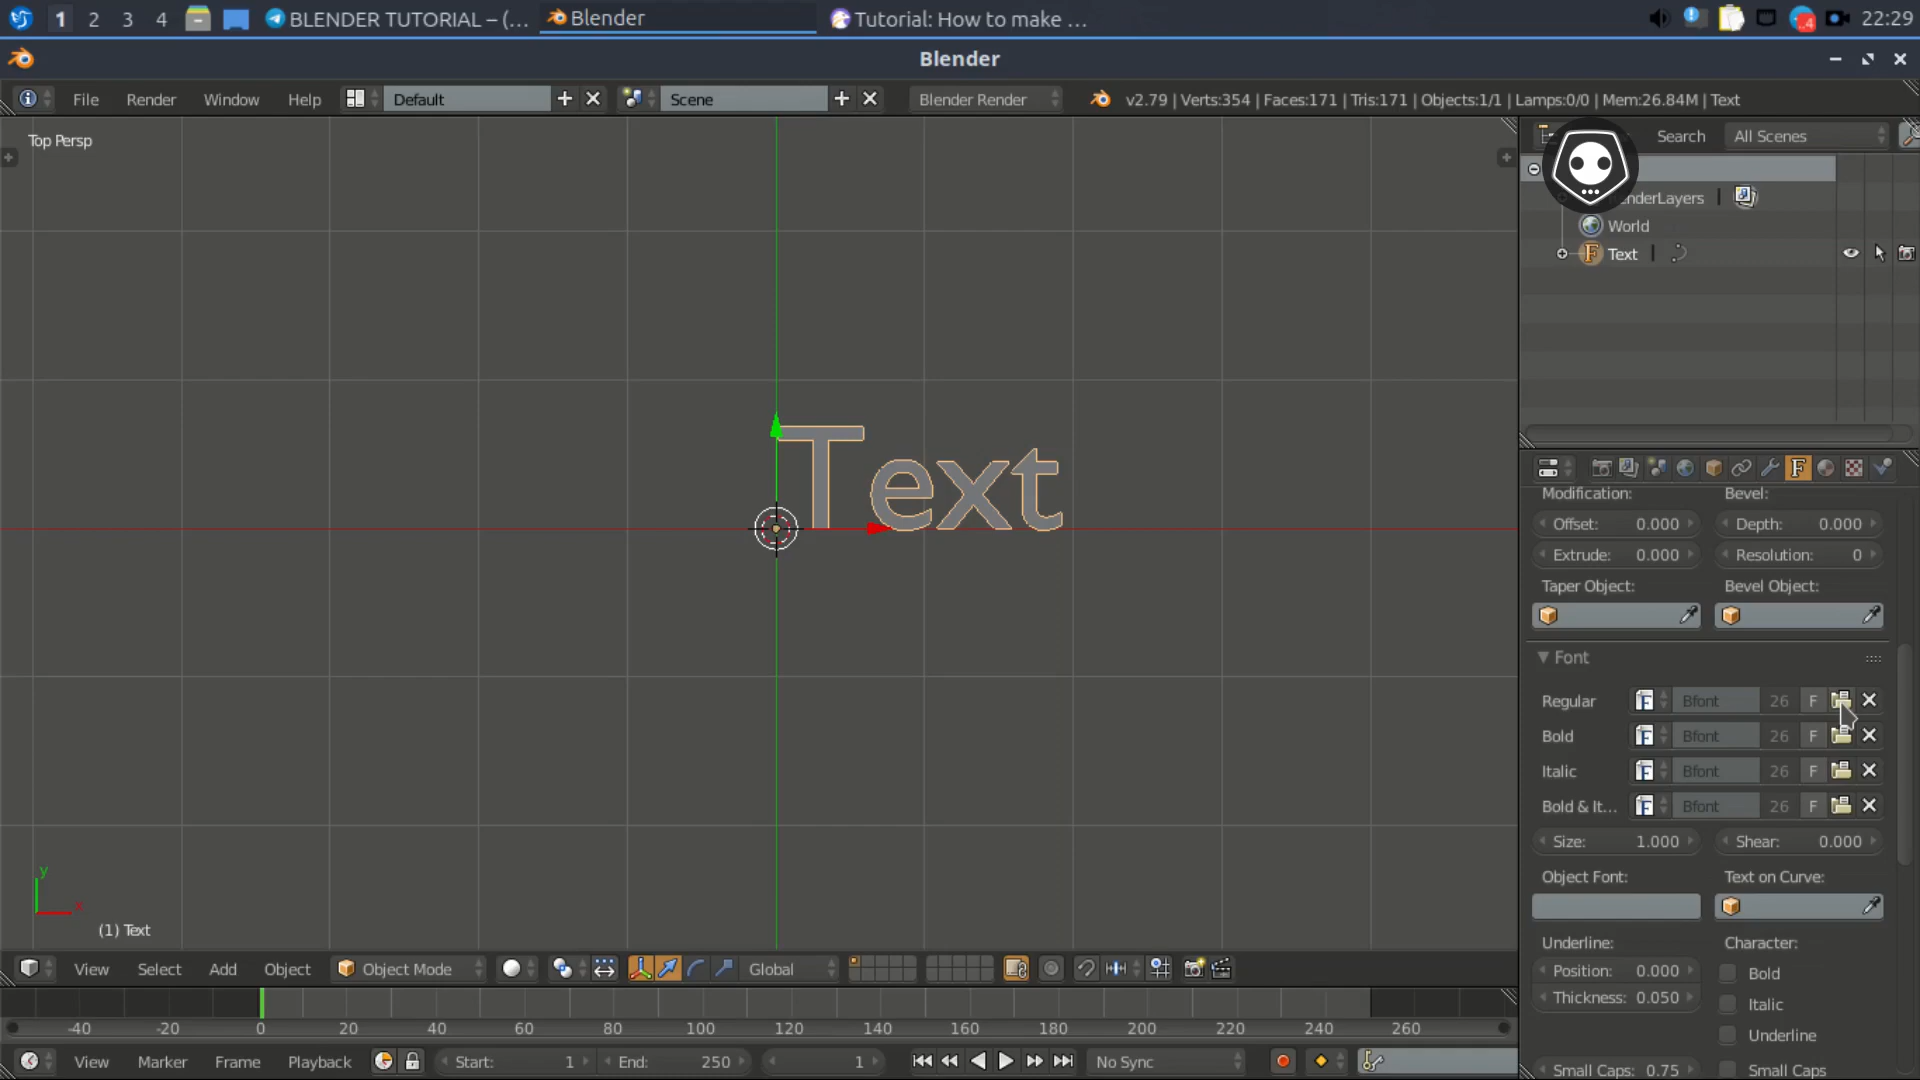 1 2 3 4 BLENDER TUTORIAL – (... Blender Tutorial: How to make ... 4 22:29
Blender
File Render Window Help Default Scene Blender Render v2.79 | Verts:354 | Faces:171 | Tris:171 | Objects:1/1 | Lamps:0/0 | Mem:26.84M | Text
Top Persp
Search All Scenes
enderLayers
World
F Text
Text
F
Modification: Bevel:
Offset: 0.000 Depth: 0.000
Extrude: 0.000 Resolution: 0
Taper Object: Bevel Object:
Font
Regular F Bfont 26 F
Bold F Bfont 26 F
Italic F Bfont 26 F
Bold & It... F Bfont 26 F
Size: 1.000 Shear: 0.000
Object Font: Text on Curve:
Underline: Character:
Position: 0.000 Bold
Thickness: 0.050 Italic
Underline
Small Caps: 0.75 Small Caps
y
x
(1) Text
View Select Add Object Object Mode Global
-40 -20 0 20 40 60 80 100 120 140 160 180 200 220 240 260
View Marker Frame Playback Start: 1 End: 250 1 No Sync